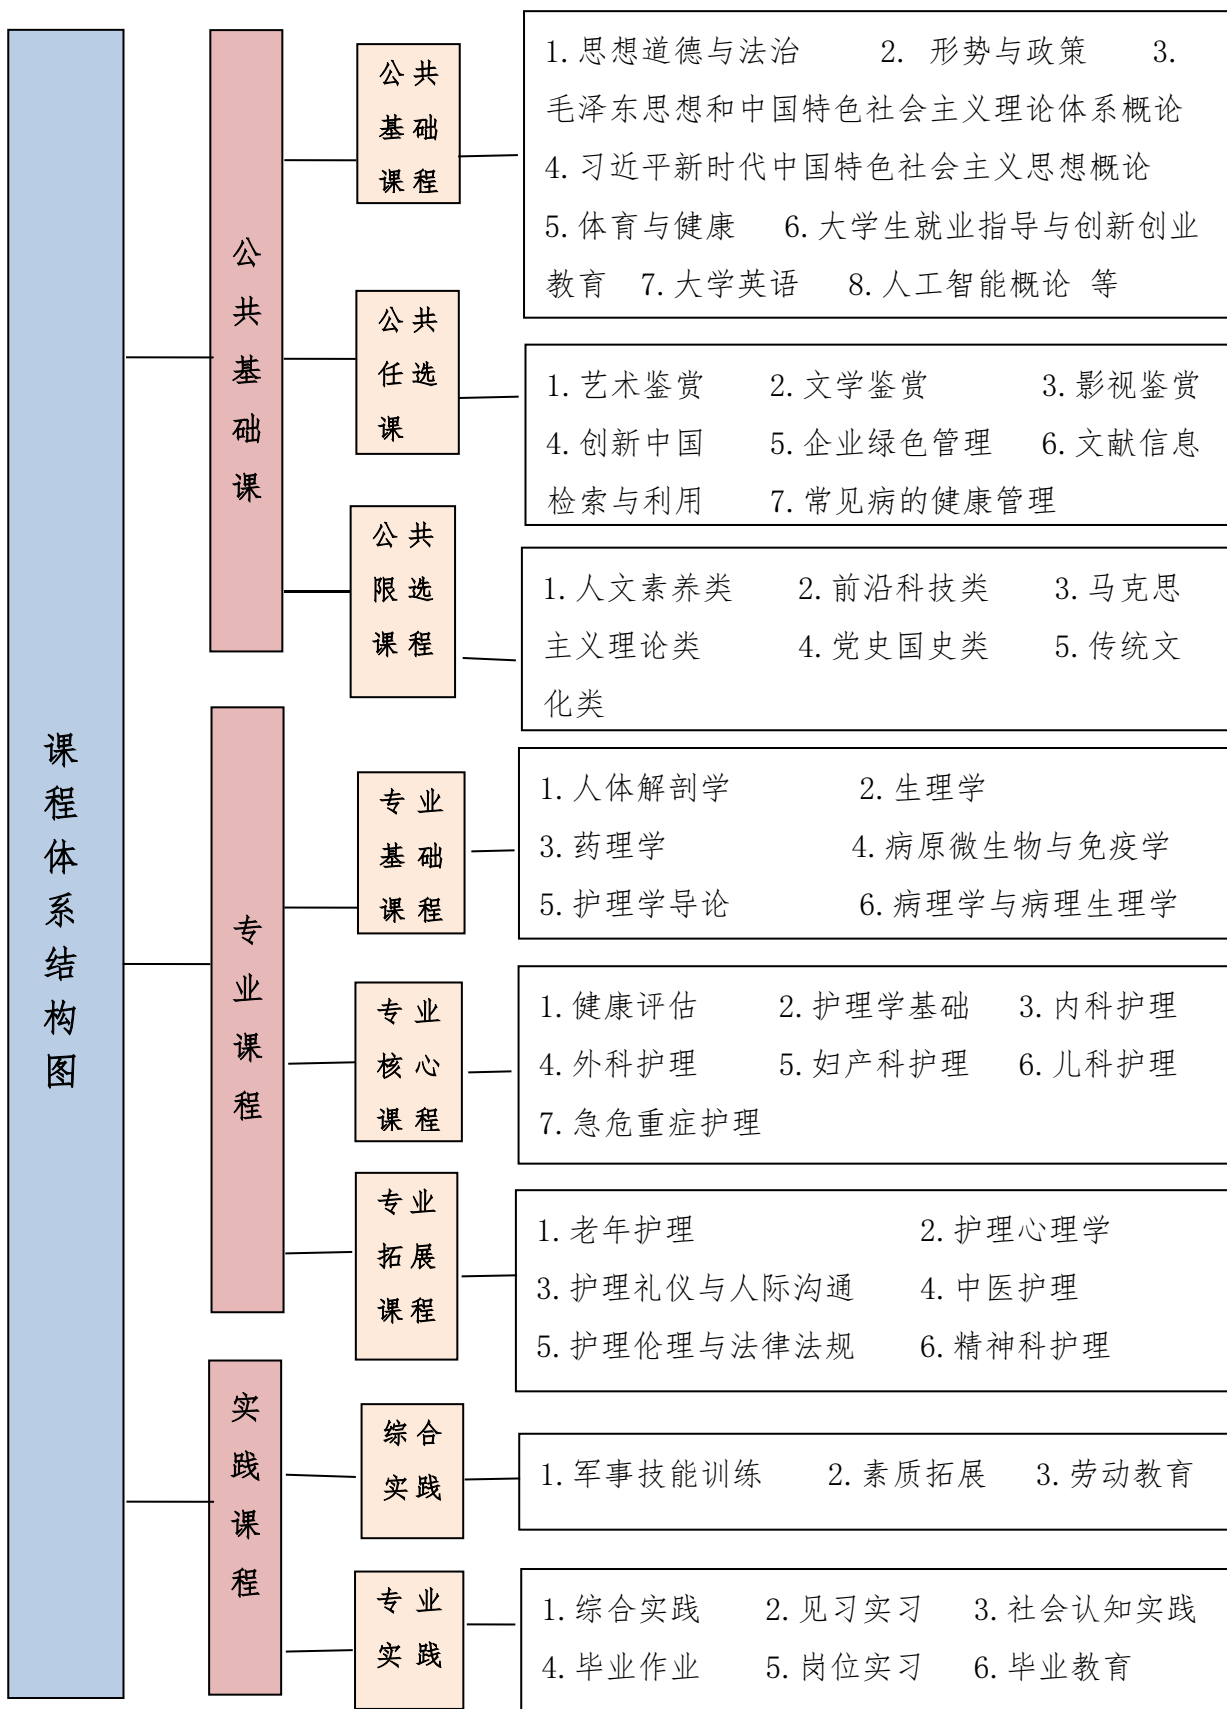 课程体系结构图
公共基础课
公共
基础
课程
1.思想道德与法治 2. 形势与政策 3.
毛泽东思想和中国特色社会主义理论体系概论
4.习近平新时代中国特色社会主义思想概论
5.体育与健康 6.大学生就业指导与创新创业
教育 7.大学英语 8.人工智能概论 等
公共
任选
课
1.艺术鉴赏 2.文学鉴赏 3.影视鉴赏
4.创新中国 5.企业绿色管理 6.文献信息
检索与利用 7.常见病的健康管理
公共
限选
课程
1.人文素养类 2.前沿科技类 3.马克思
主义理论类 4.党史国史类 5.传统文
化类
专业课程
专业
基础
课程
1.人体解剖学 2.生理学
3.药理学 4.病原微生物与免疫学
5.护理学导论 6.病理学与病理生理学
专业
核心
课程
1.健康评估 2.护理学基础 3.内科护理
4.外科护理 5.妇产科护理 6.儿科护理
7.急危重症护理
专业
拓展
课程
1.老年护理 2.护理心理学
3.护理礼仪与人际沟通 4.中医护理
5.护理伦理与法律法规 6.精神科护理
实践课程
综合
实践
1.军事技能训练 2.素质拓展 3.劳动教育
专业
实践
1.综合实践 2.见习实习 3.社会认知实践
4.毕业作业 5.岗位实习 6.毕业教育